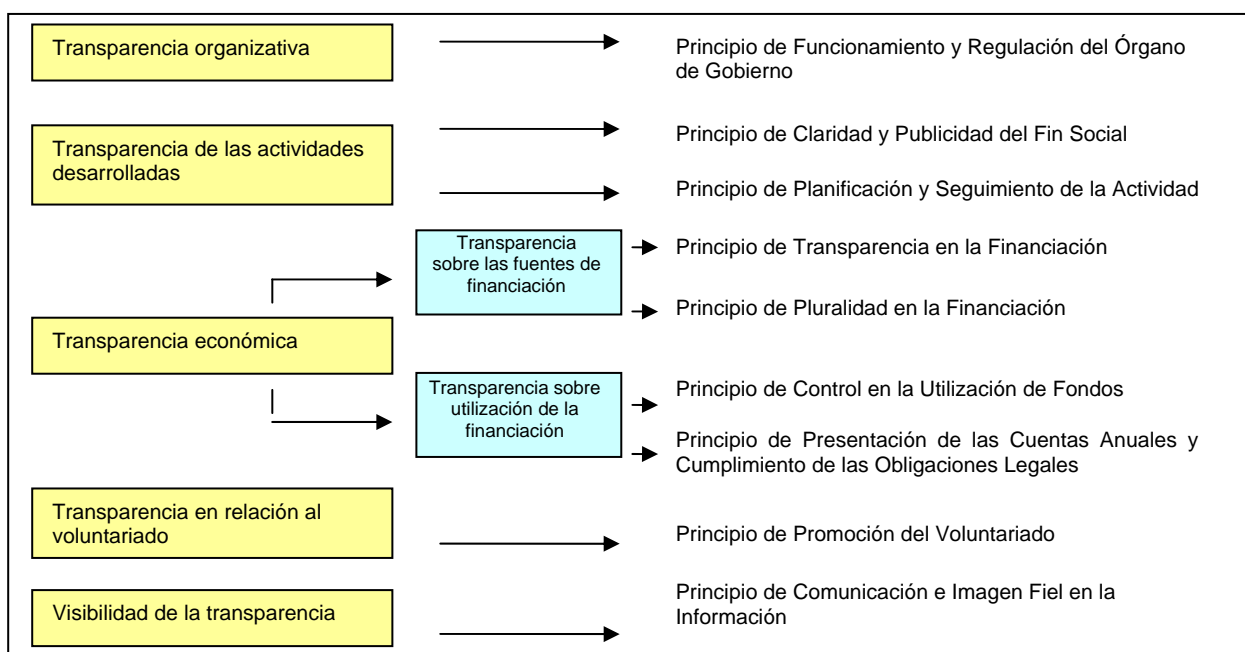 Transparencia organizativa
Principio de Funcionamiento y Regulación del Órgano
de Gobierno
Transparencia de las actividades
desarrolladas
Principio de Claridad y Publicidad del Fin Social
Principio de Planificación y Seguimiento de la Actividad
Transparencia económica
Transparencia
sobre las fuentes de
financiación
Principio de Transparencia en la Financiación
Principio de Pluralidad en la Financiación
Transparencia sobre
utilización de la
financiación
Principio de Control en la Utilización de Fondos
Principio de Presentación de las Cuentas Anuales y
Cumplimiento de las Obligaciones Legales
Transparencia en relación al
voluntariado
Principio de Promoción del Voluntariado
Visibilidad de la transparencia
Principio de Comunicación e Imagen Fiel en la
Información